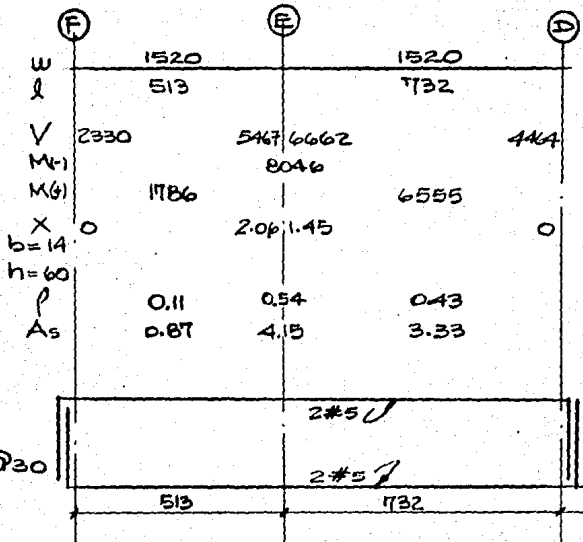 F E D
w 1520 1520
l 513 732
V 2330 5467 6662 4464
M(-) 8046
M(+) 1786 6555
X 0 2.06 1.45 0
b=14
h=60
ρ 0.11 0.54 0.43
As 0.87 4.15 3.33
2#5
@30
2#5
513 732